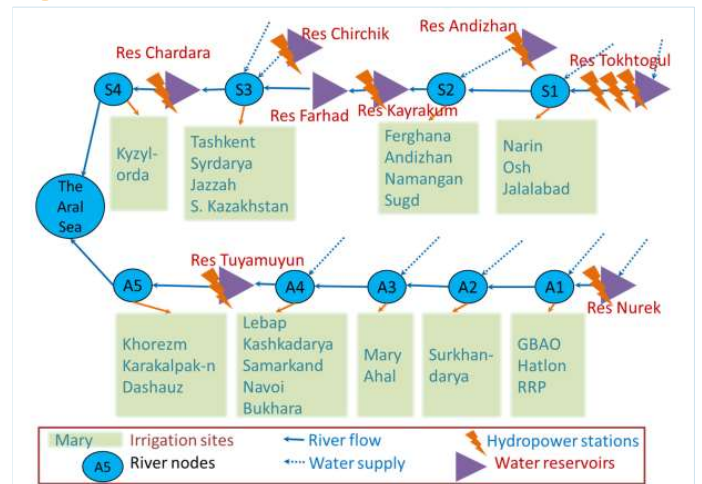 Res Chirchik
Res Andizhan
Res Chardara
Res Tokhtogul
S4
S3
S2
S1
Res Farhad
Res Kayrakum
Kyzyl-
orda
Tashkent
Syrdarya
Jazzah
S. Kazakhstan
Ferghana
Andizhan
Namangan
Sugd
Narin
Osh
Jalalabad
The
Aral
Sea
Res Tuyamuyun
A5
A4
A3
A2
A1
Res Nurek
Khorezm
Karakalpak-n
Dashauz
Lebap
Kashkadarya
Samarkand
Navoi
Bukhara
Mary
Ahal
Surkhan-
darya
GBAO
Hatlon
RRP
Mary Irrigation sites River flow Hydropower stations
A5 River nodes Water supply Water reservoirs